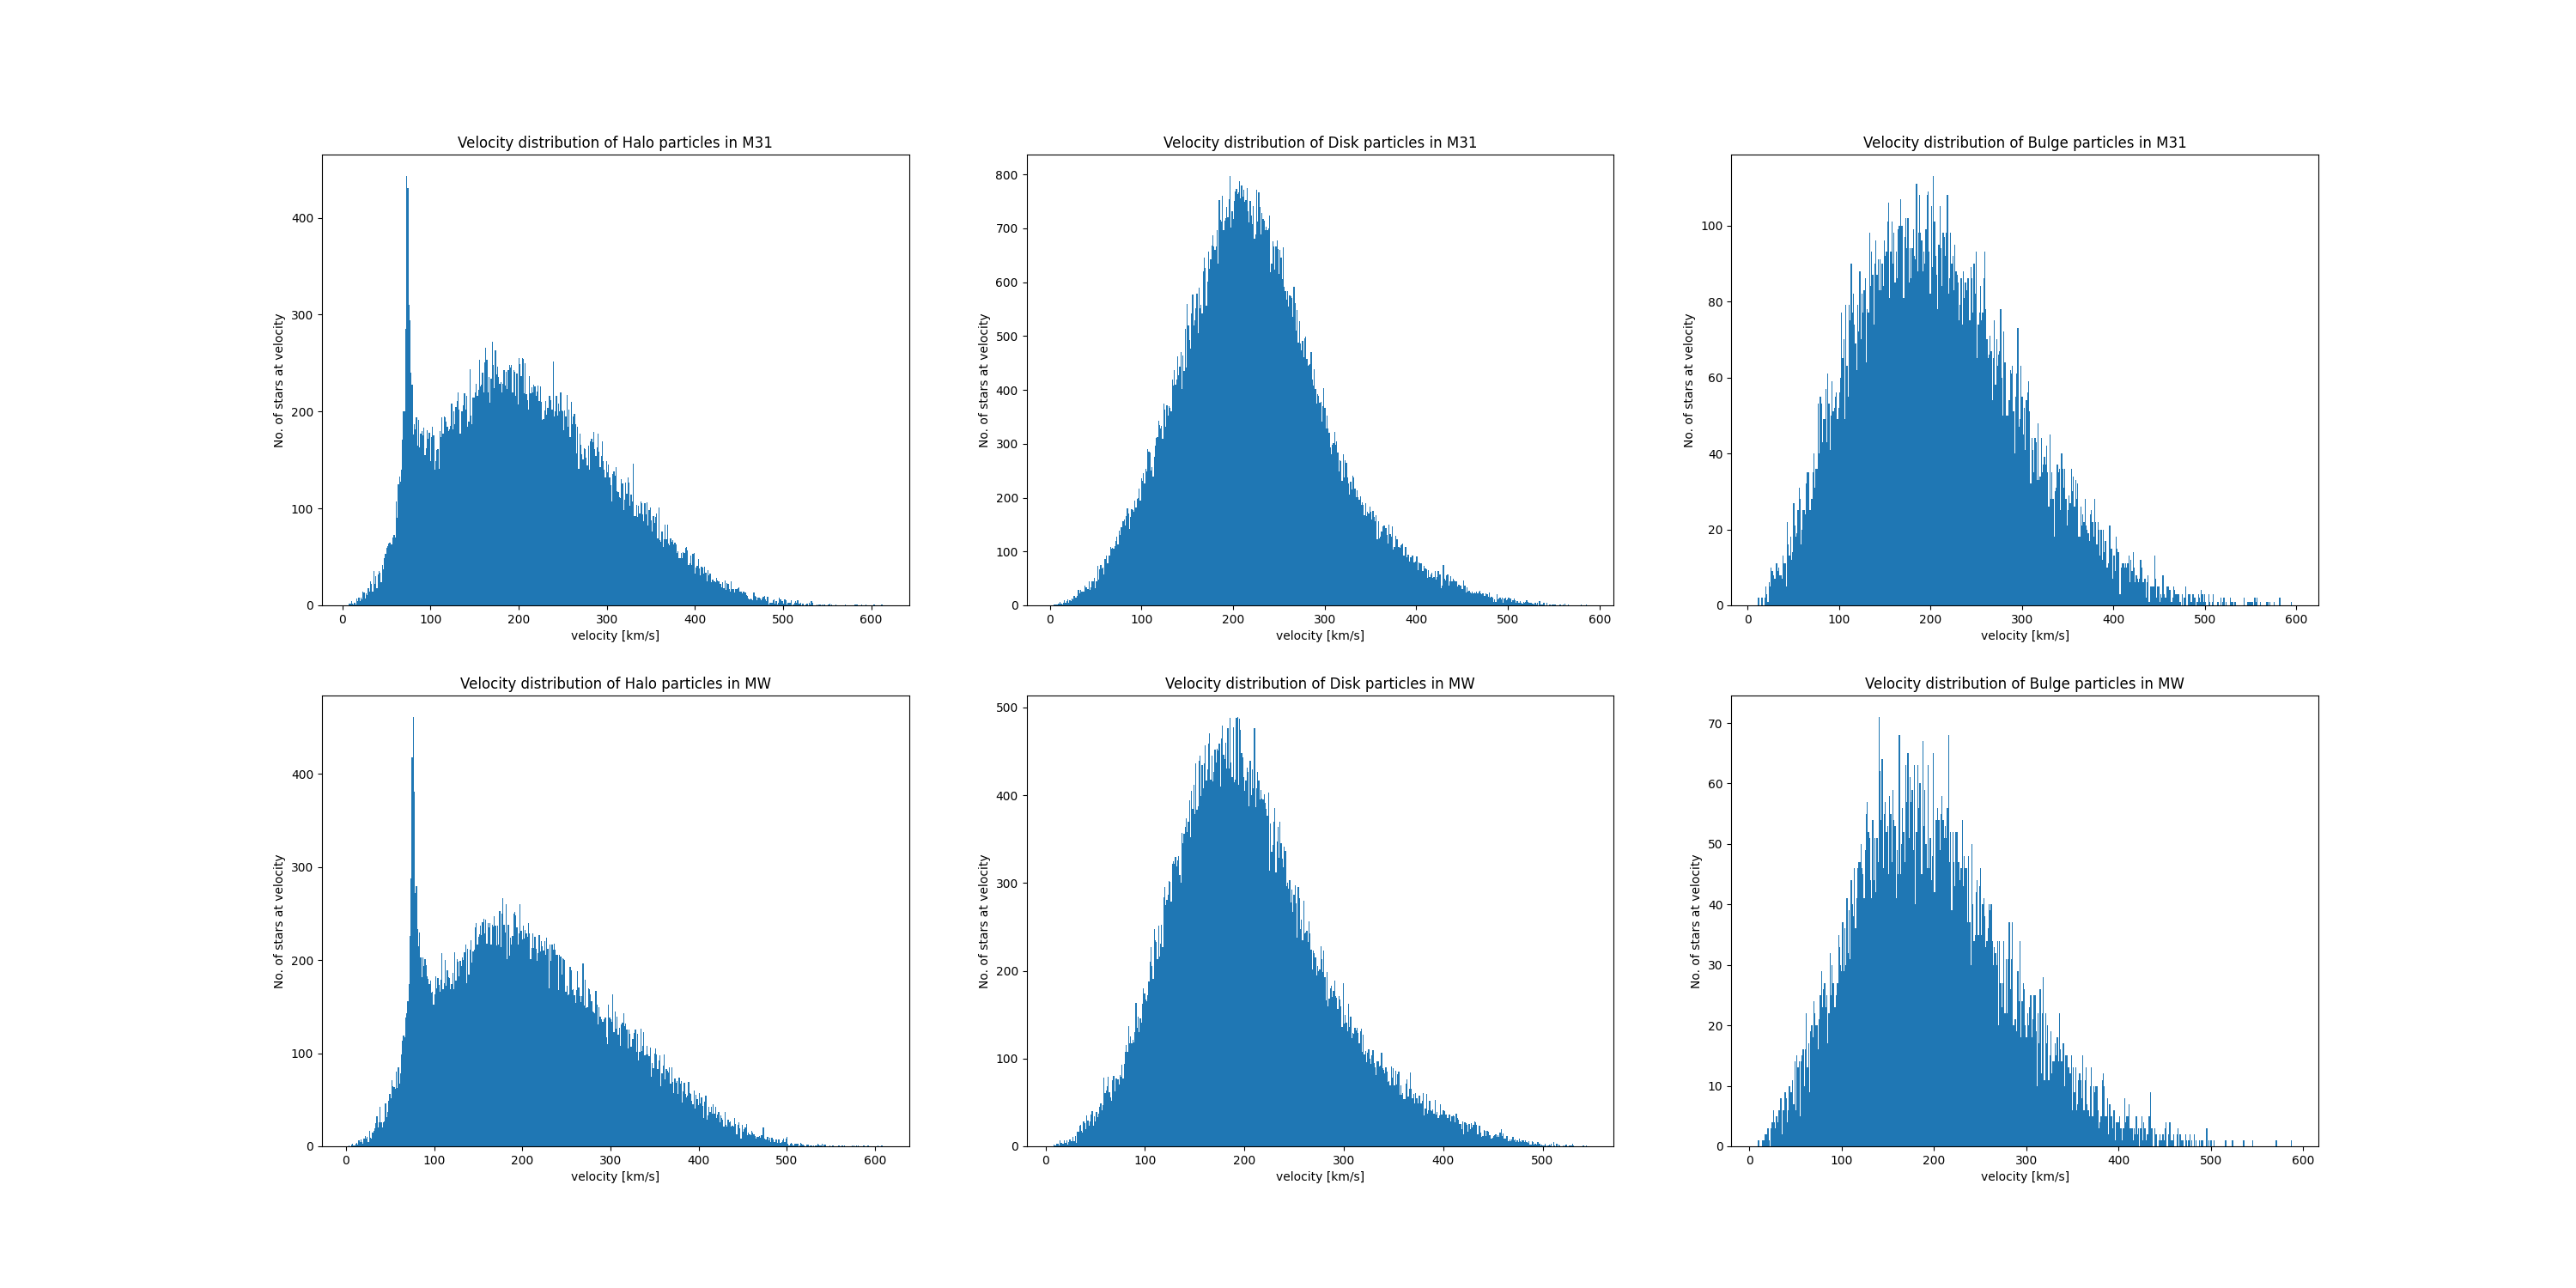 Velocity distribution of Halo particles in M31
No. of stars at velocity
400
300
200
100
0
0 100 200 300 400 500 600
velocity [km/s]
Velocity distribution of Disk particles in M31
No. of stars at velocity
800
700
600
500
400
300
200
100
0
0 100 200 300 400 500 600
velocity [km/s]
Velocity distribution of Bulge particles in M31
No. of stars at velocity
100
80
60
40
20
0
0 100 200 300 400 500 600
velocity [km/s]
Velocity distribution of Halo particles in MW
No. of stars at velocity
400
300
200
100
0
0 100 200 300 400 500 600
velocity [km/s]
Velocity distribution of Disk particles in MW
No. of stars at velocity
500
400
300
200
100
0
0 100 200 300 400 500
velocity [km/s]
Velocity distribution of Bulge particles in MW
No. of stars at velocity
70
60
50
40
30
20
10
0
0 100 200 300 400 500 600
velocity [km/s]